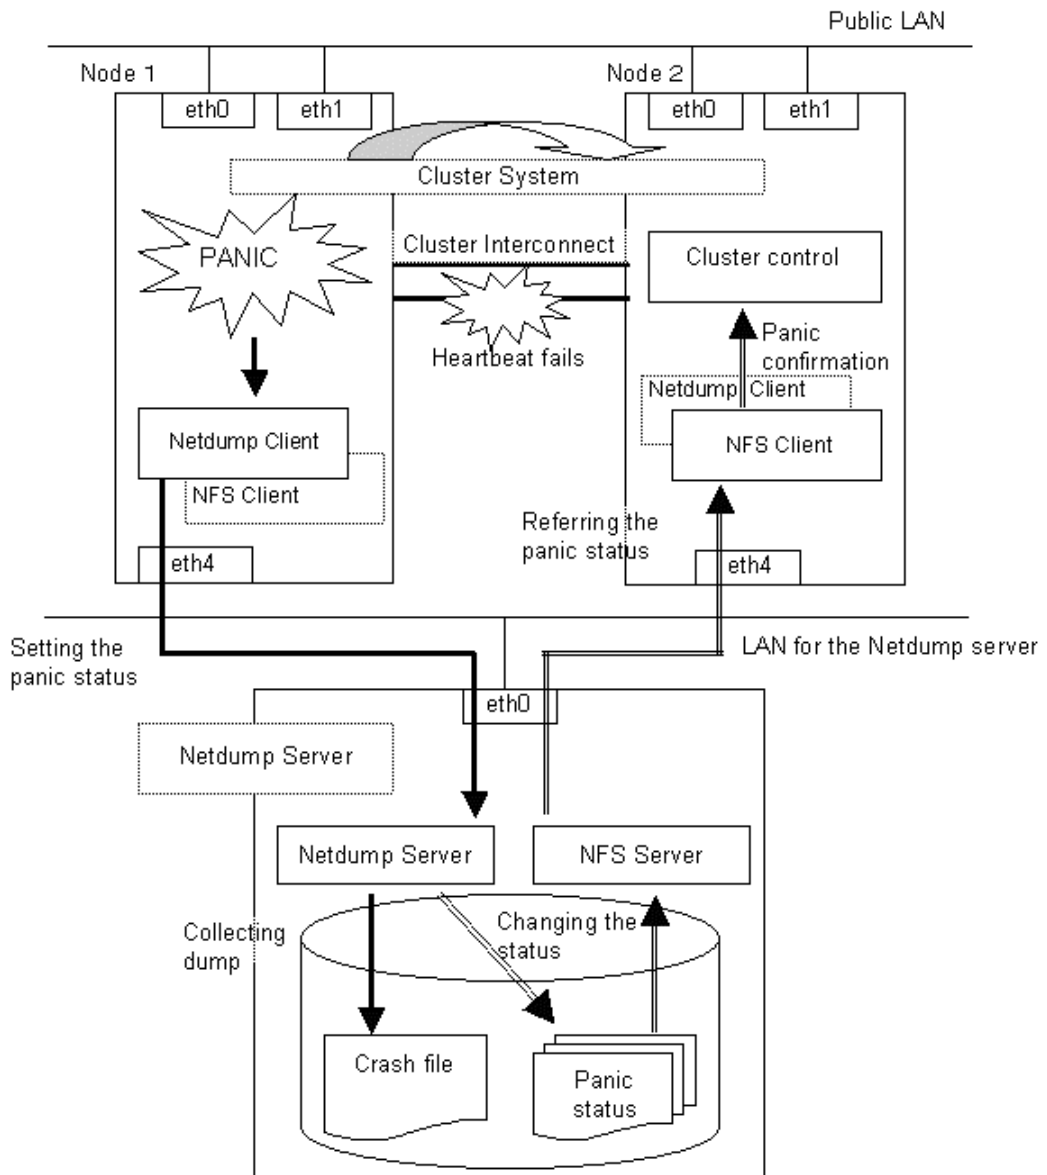 Public LAN
Node 1
Node 2
eth0
eth1
eth0
eth1
Cluster System
PANIC
Cluster Interconnect
Cluster control
Heartbeat fails
Panic
confirmation
Netdump Client
Netdump Client
NFS Client
NFS Client
Referring the
panic status
eth4
eth4
Setting the
panic status
LAN for the Netdump server
eth0
Netdump Server
Netdump Server
NFS Server
Collecting
dump
Changing the
status
Crash file
Panic
status